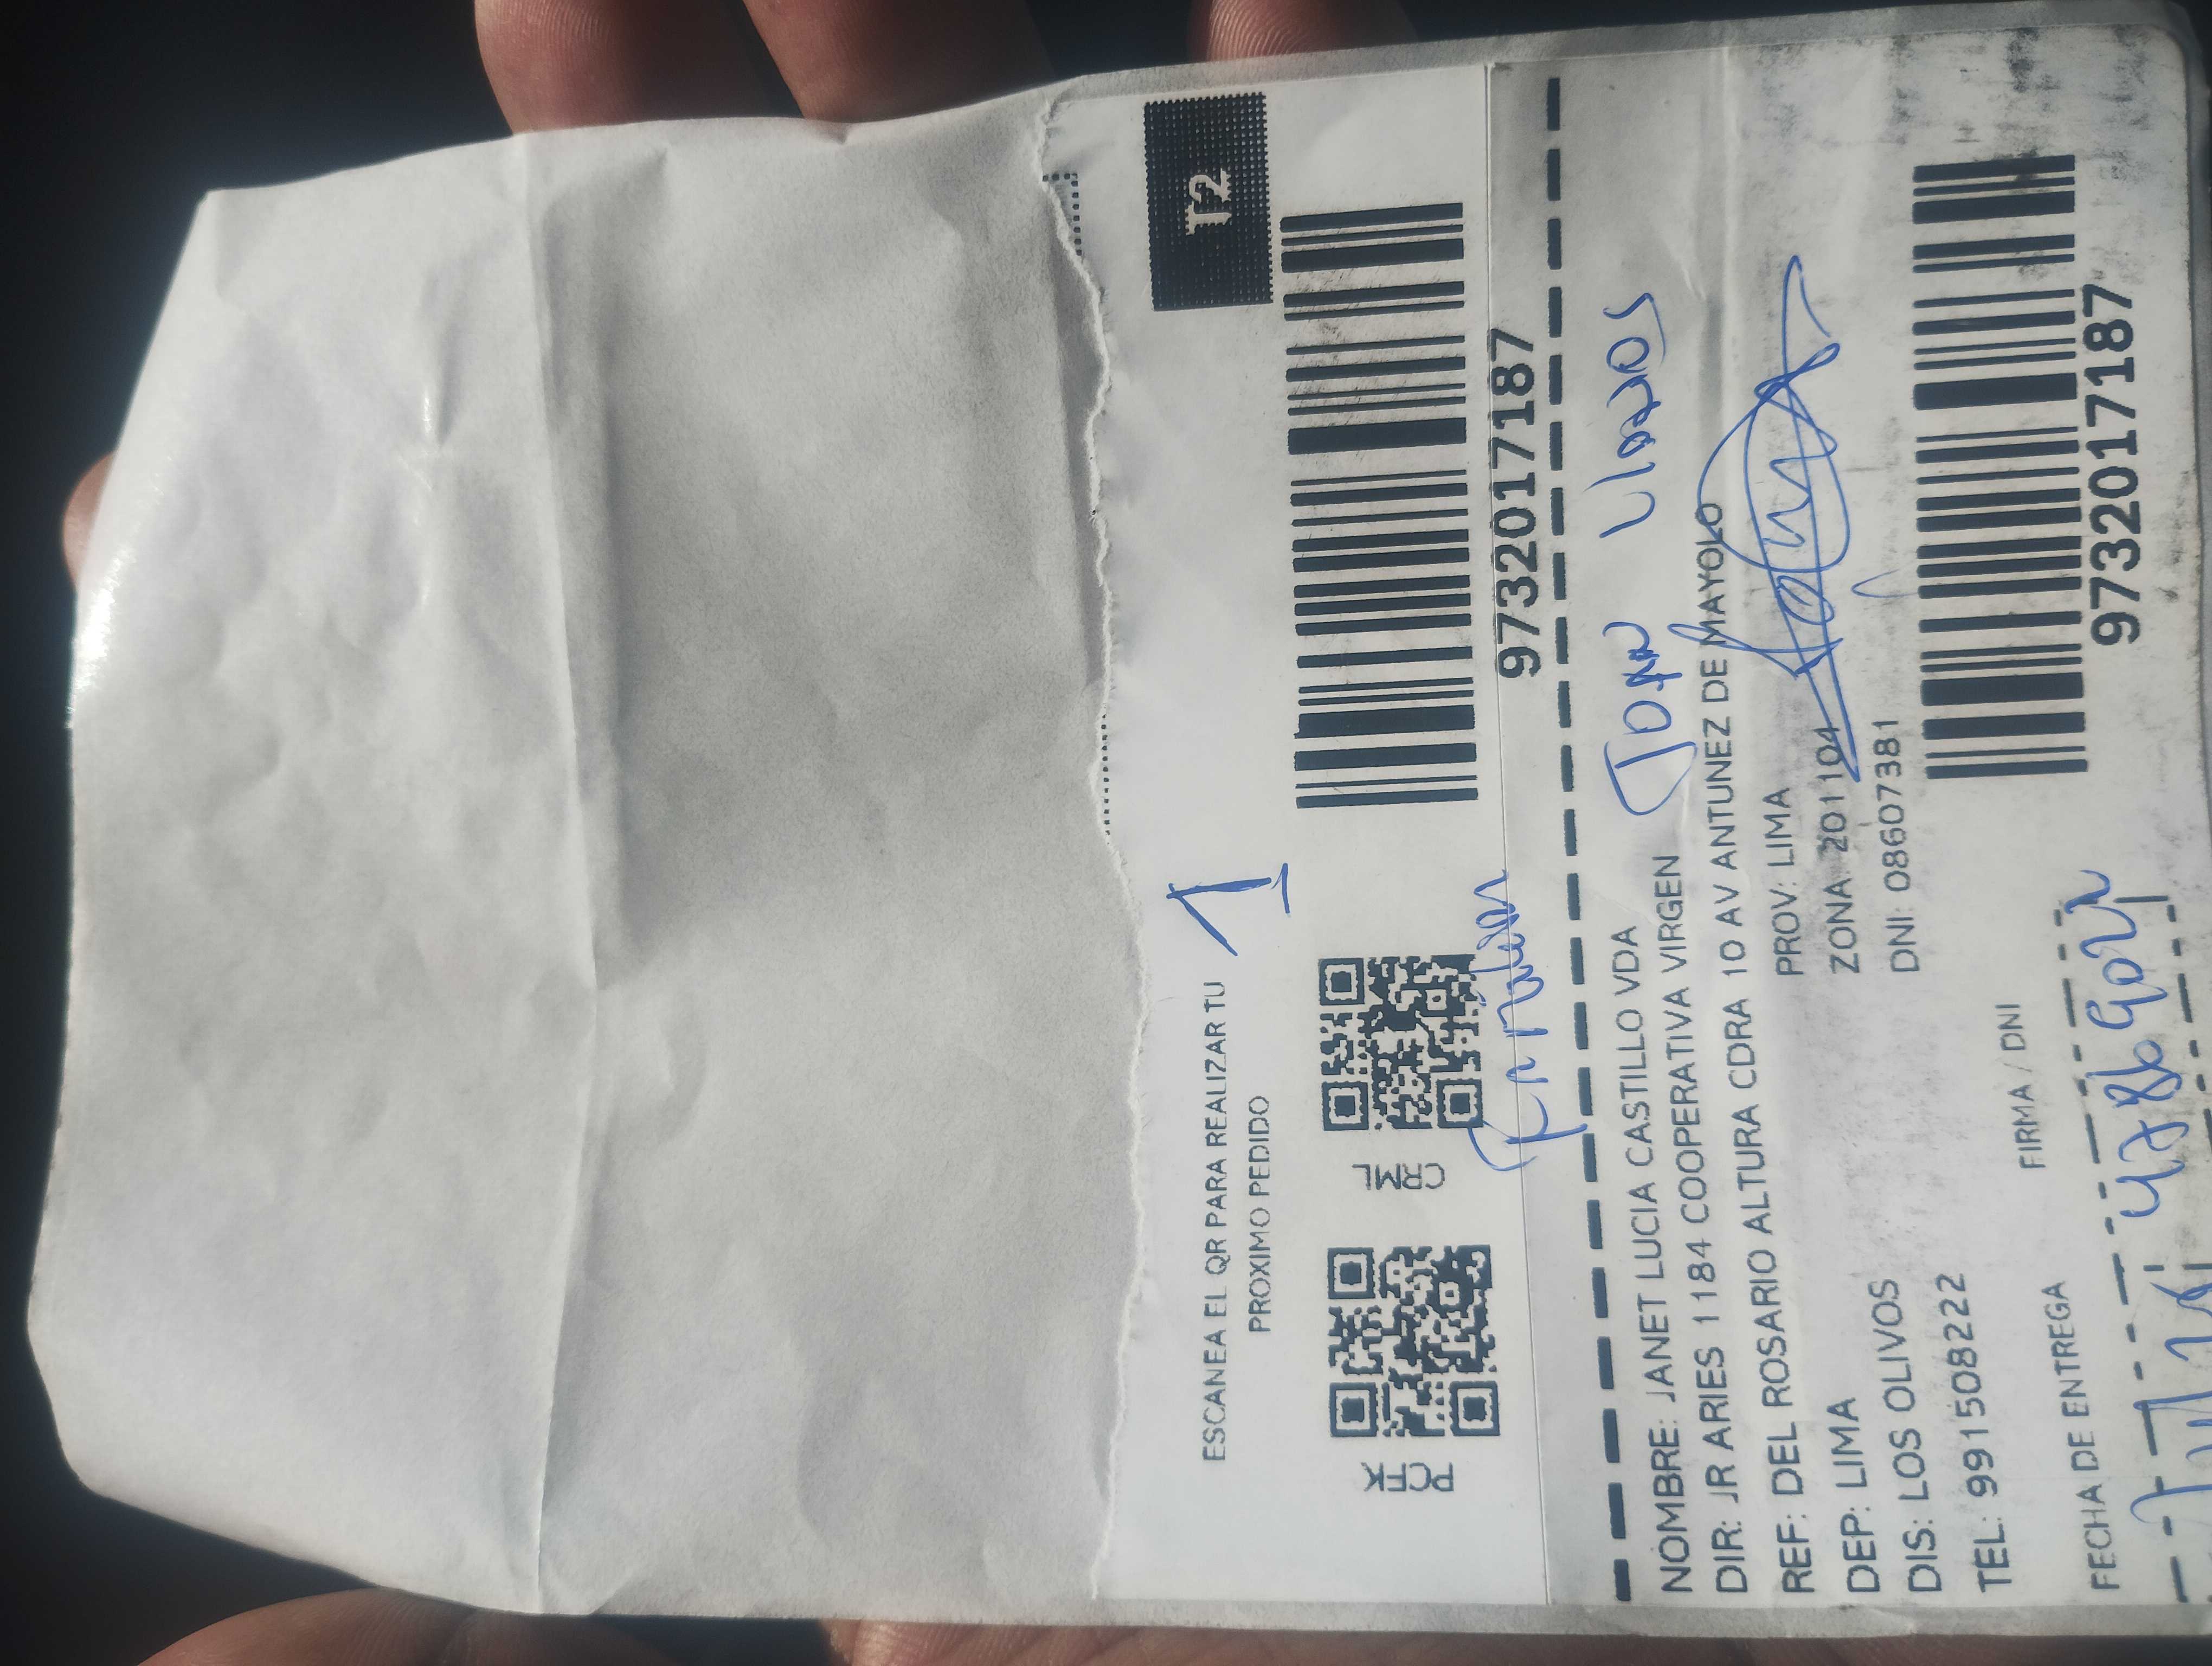 T2
ESCANEA EL QR PARA REALIZAR TU
PROXIMO PEDIDO
1
PCFK
CRML
9732017187
NOMBRE: JANET LUCIA CASTILLO VDA
DIR: JR ARIES 1184 COOPERATIVA VIRGEN
REF: DEL ROSARIO ALTURA CDRA 10 AV ANTUNEZ DE MAYOLO
DEP: LIMA PROV: LIMA
DIS: LOS OLIVOS ZONA: 201104
TEL: 991508222 DNI: 08607381
FECHA DE ENTREGA FIRMA / DNI
9732017187